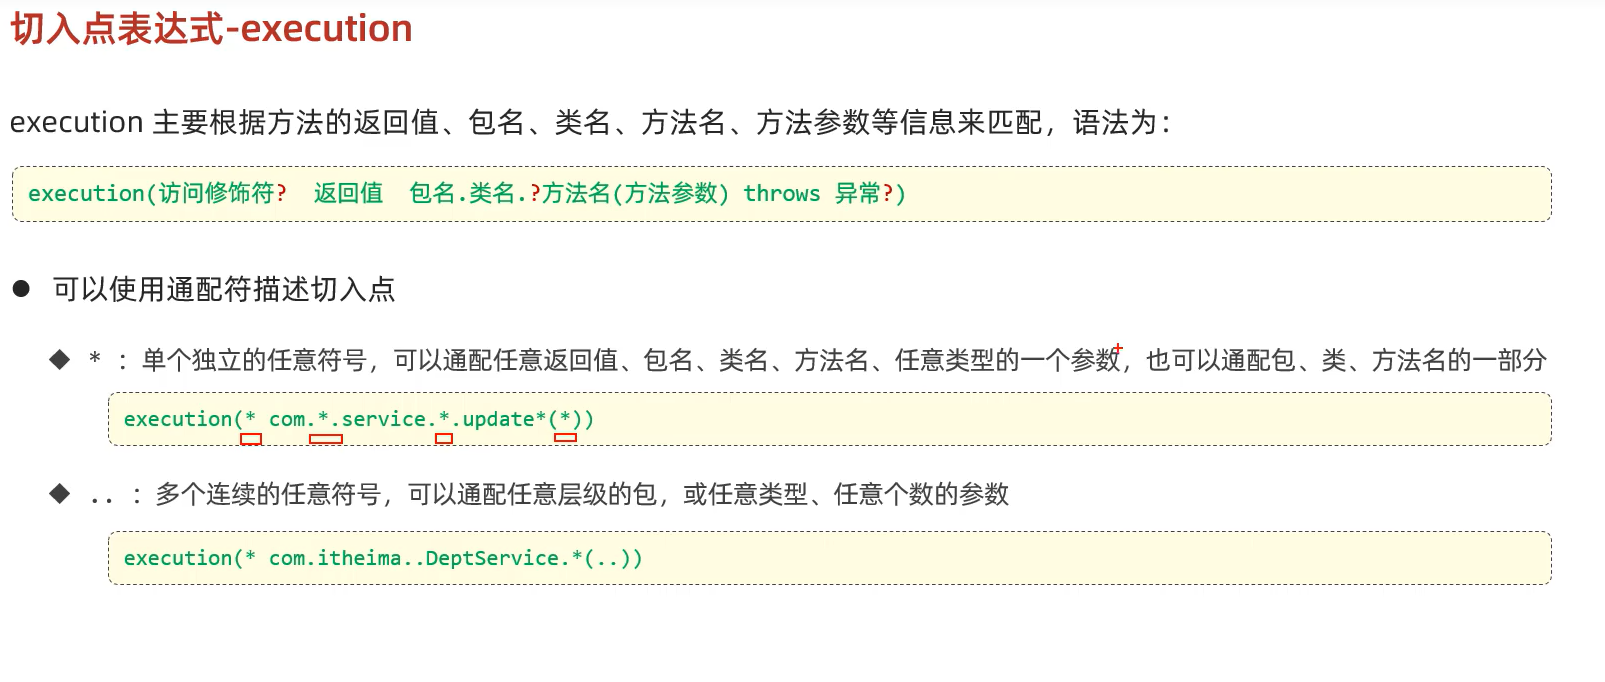 切入点表达式-execution
execution 主要根据方法的返回值、包名、类名、方法名、方法参数等信息来匹配，语法为：
execution(访问修饰符?  返回值  包名.类名.?方法名(方法参数) throws 异常?)
● 可以使用通配符描述切入点
◆ * ：单个独立的任意符号，可以通配任意返回值、包名、类名、方法名、任意类型的一个参数，也可以通配包、类、方法名的一部分
execution(* com.*.service.*.update*(*))
◆ .. ：多个连续的任意符号，可以通配任意层级的包，或任意类型、任意个数的参数
execution(* com.itheima..DeptService.*(..))